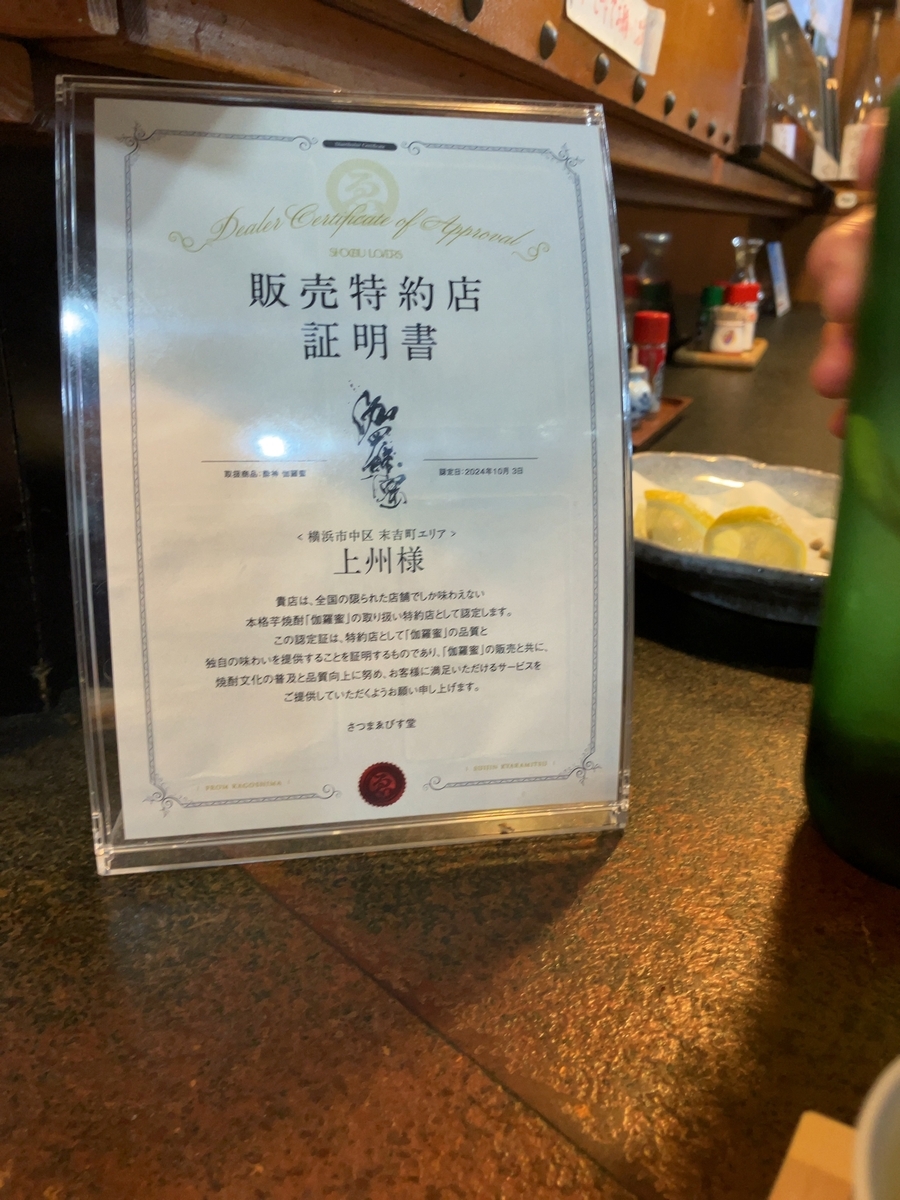 Dealer Certificate of Approval
SHOCHU LOVERS
販売特約店
証明書
伽羅蜜
認定日:2024年10月3日
< 横浜市中区 末吉町エリア >
上州様
貴店は、全国の限られた店舗でしか味わえない
本格芋焼酎「伽羅蜜」の取り扱い特約店として認定します。
この認定証は、特約店として「伽羅蜜」の品質と
独自の味わいを提供することを証明するものであり、「伽羅蜜」の販売と共に、
焼酎文化の普及と品質向上に努め、お客様に満足いただけるサービスを
ご提供していただくようお願い申し上げます。
さつまゑびす堂
FROM KAGOSHIMA